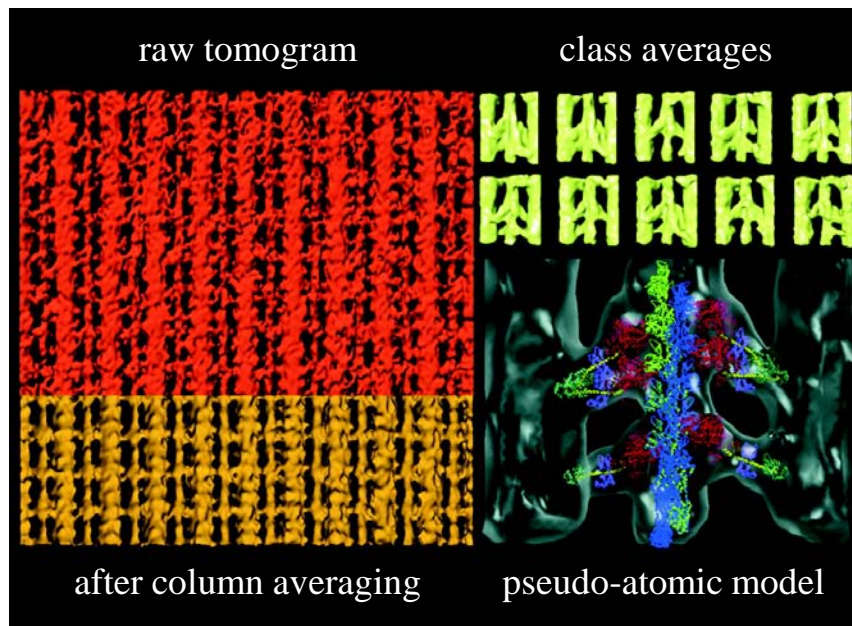 raw tomogram
class averages
after column averaging
pseudo-atomic model